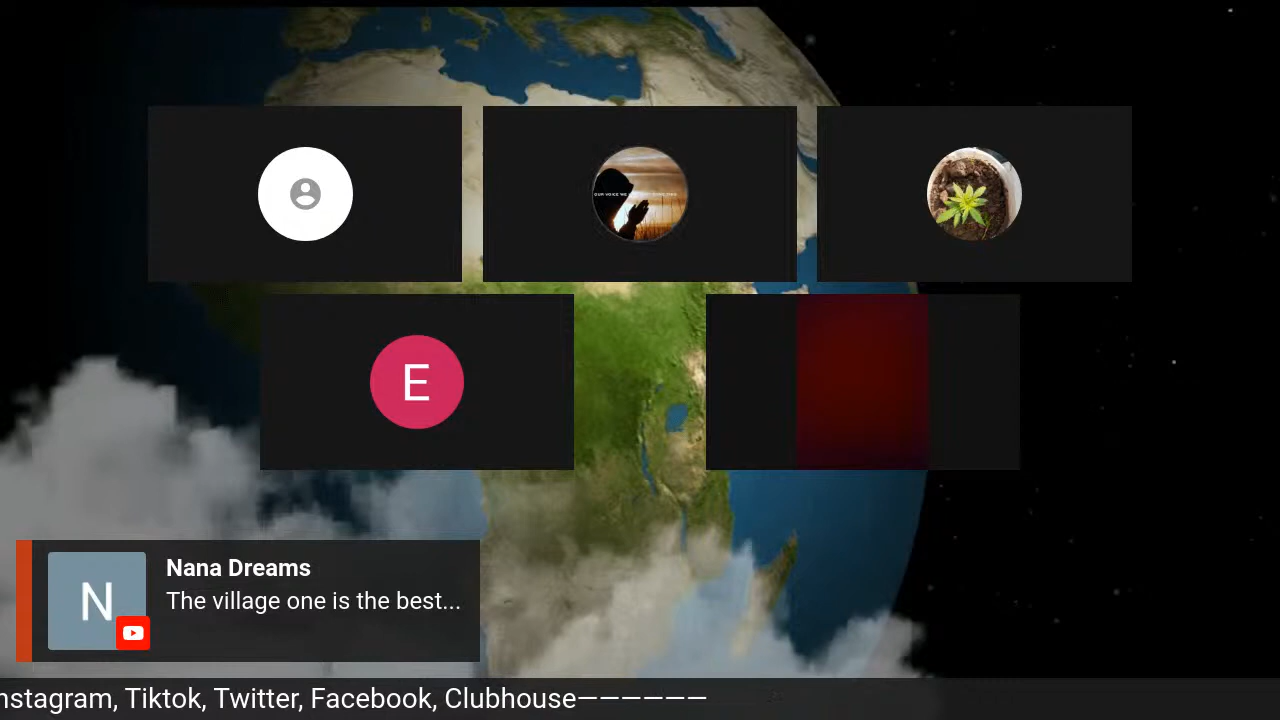 E
N
Nana Dreams
The village one is the best...
nstagram, Tiktok, Twitter, Facebook, Clubhouse——————